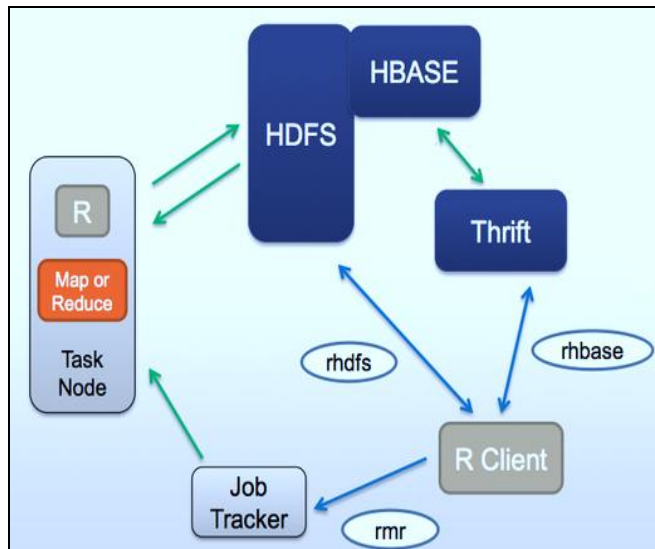 HBASE
HDFS
R
Map or
Reduce
Task
Node
Thrift
rhdfs
rhbase
R Client
Job
Tracker
rmr